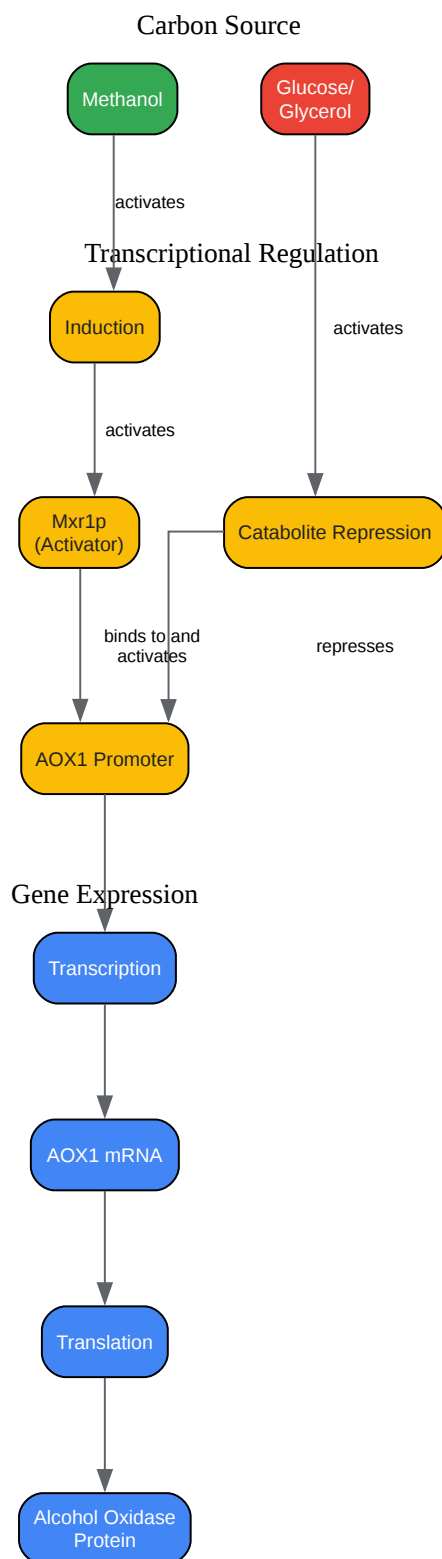 Carbon Source
Methanol
Glucose/
Glycerol
activates
Transcriptional Regulation
Induction
activates
activates
Mxr1p
(Activator)
Catabolite Repression
binds to and
activates
represses
AOX1 Promoter
Gene Expression
Transcription
AOX1 mRNA
Translation
Alcohol Oxidase
Protein